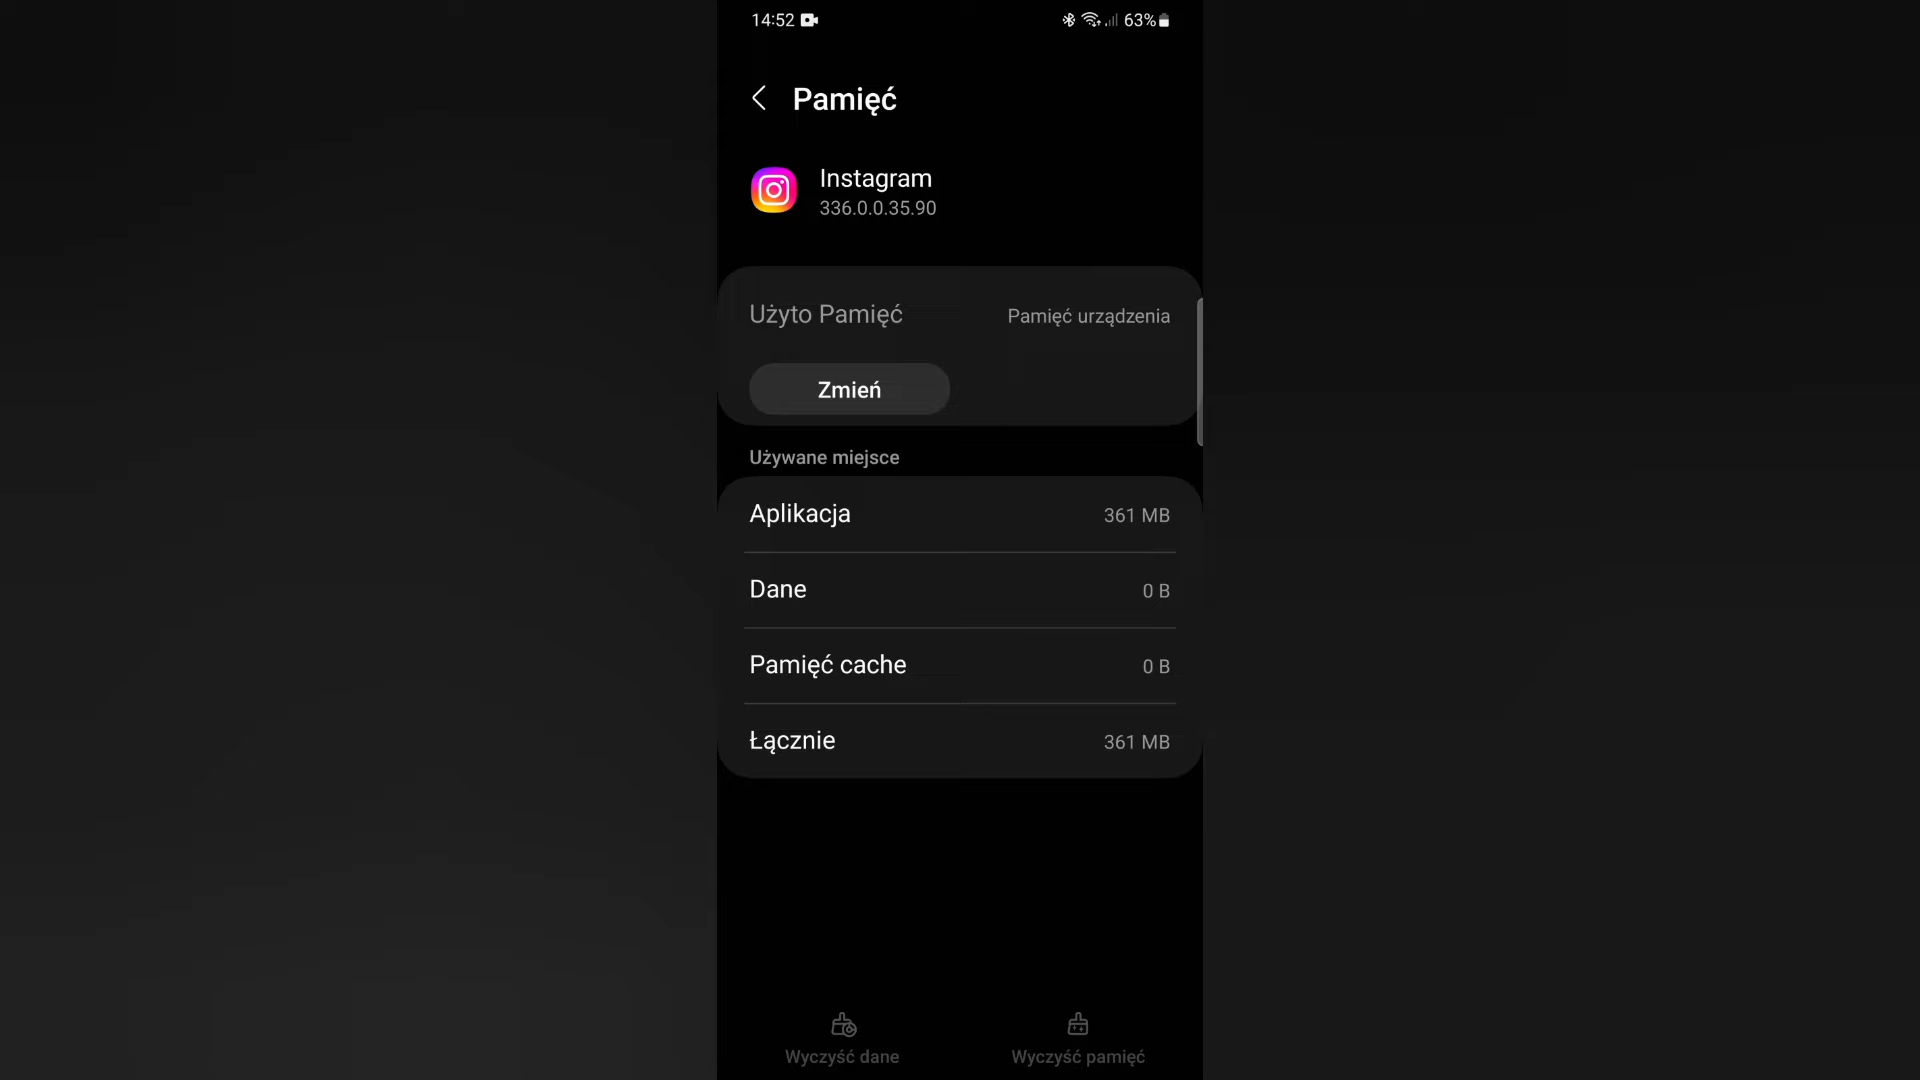 14:52 63%
Pamięć
Instagram
336.0.0.35.90
Użyto Pamięć Pamięć urządzenia
Zmień
Używane miejsce
Aplikacja 361 MB
Dane 0 B
Pamięć cache 0 B
Łącznie 361 MB
Wyczyść dane Wyczyść pamięć